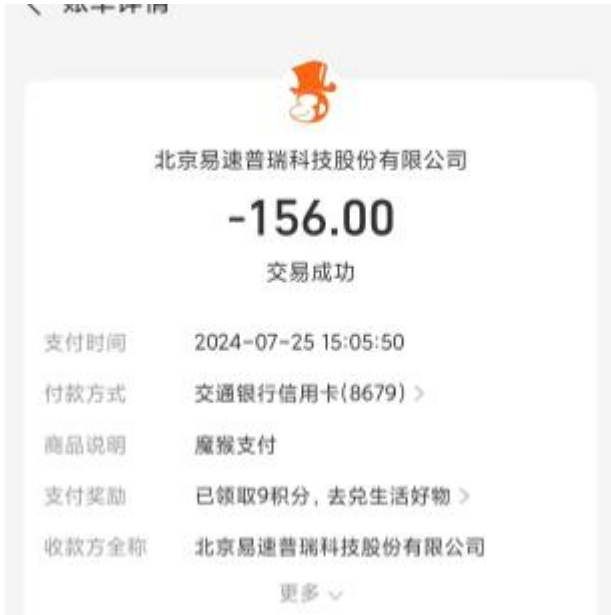 账单详情
北京易速普瑞科技股份有限公司
-156.00
交易成功
支付时间 2024-07-25 15:05:50
付款方式 交通银行信用卡(8679) >
商品说明 魔猴支付
支付奖励 已领取9积分，去兑生活好物 >
收款方全称 北京易速普瑞科技股份有限公司
更多